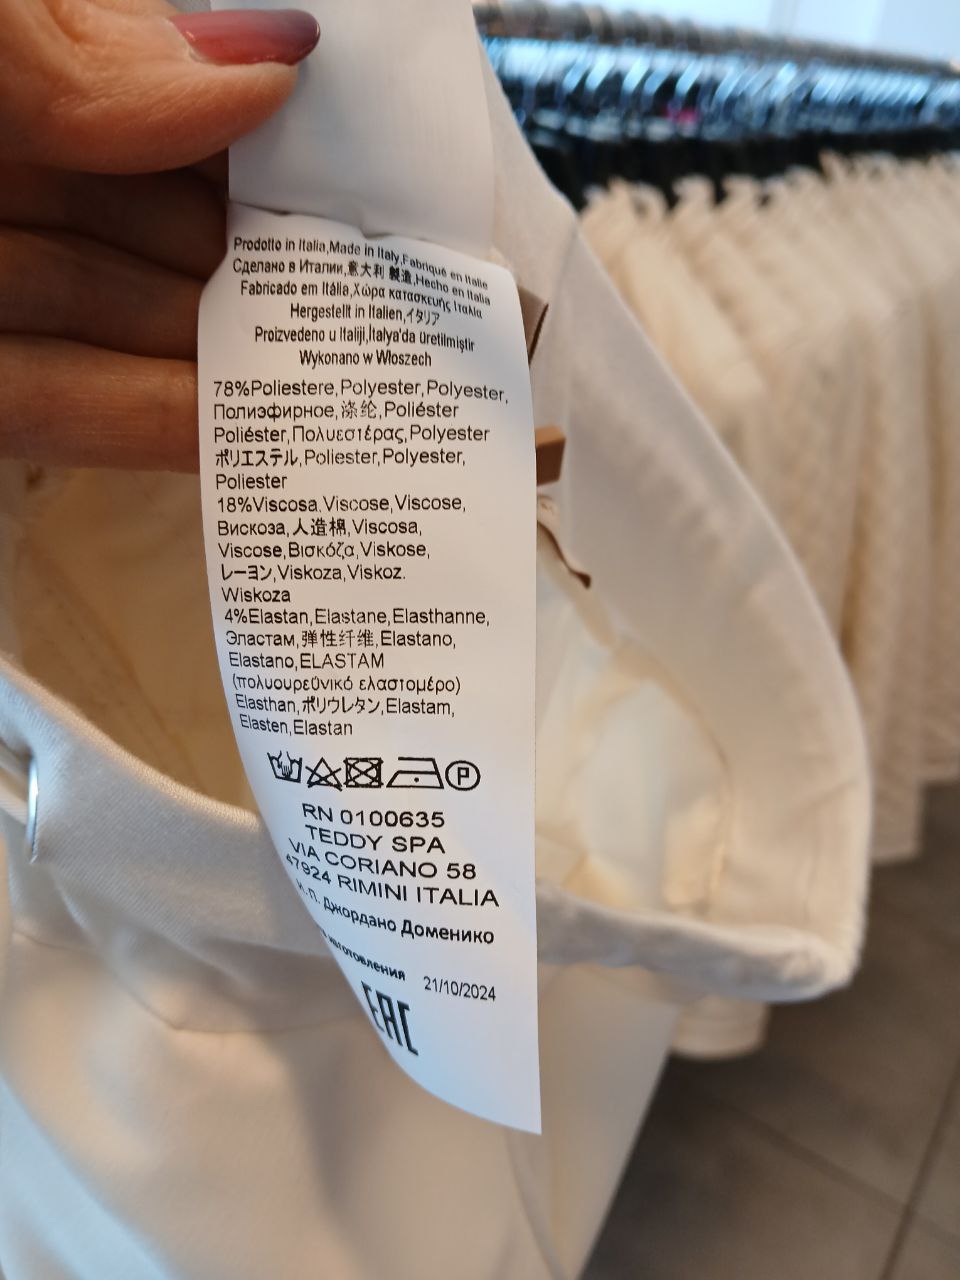 Prodotto in Italia,Made in Italy,Fabriqué en Italie
Сделано в Италии,意大利 製造,Hecho en Italia
Fabricado em Itália,Χώρα κατασκευής Ιταλία
Hergestellt in Italien,イタリア
Proizvedeno u Italiji,İtalya'da üretilmiştir
Wykonano w Włoszech
78%Poliestere,Polyester,Polyester,
Полиэфирное,涤纶,Poliéster
Poliéster,Πολυεστέρας,Polyester
ポリエステル,Poliester,Polyester,
Poliester
18%Viscosa,Viscose,Viscose,
Вискоза,人造棉,Viscosa,
Viscose,Βισκόζα,Viskose,
レーヨン,Viskoza,Viskoz.
Wiskoza
4%Elastan,Elastane,Elasthanne,
Эластам,弹性纤维,Elastano,
Elastano,ELASTAM
(πολυουρεθνικό ελαστομέρο)
Elasthan,ポリウレタン,Elastam,
Elasten,Elastan
P
RN 0100635
TEDDY SPA
VIA CORIANO 58
47924 RIMINI ITALIA
И.П. Джордано Доменико
изготовления 21/10/2024
EAC